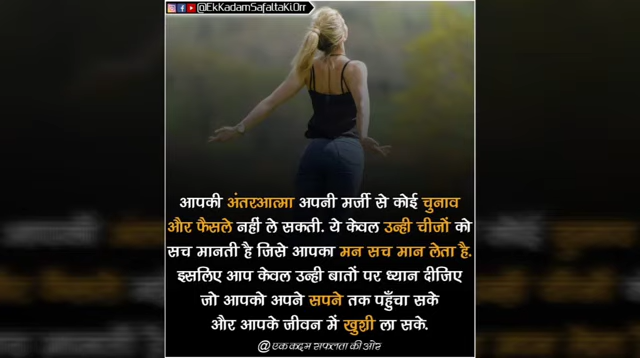 @EkKadamSafaltaKi0rr
आपकी अंतरआत्मा अपनी मर्जी से कोई चुनाव
और फैसले नहीं ले सकती. ये केवल उन्ही चीजों को
सच मानती है जिसे आपका मन सच मान लेता है.
इसलिए आप केवल उन्ही बातों पर ध्यान दीजिए
जो आपको अपने सपने तक पहुँचा सके
और आपके जीवन में खुशी ला सके.
@एक कदम सफलता की ओर